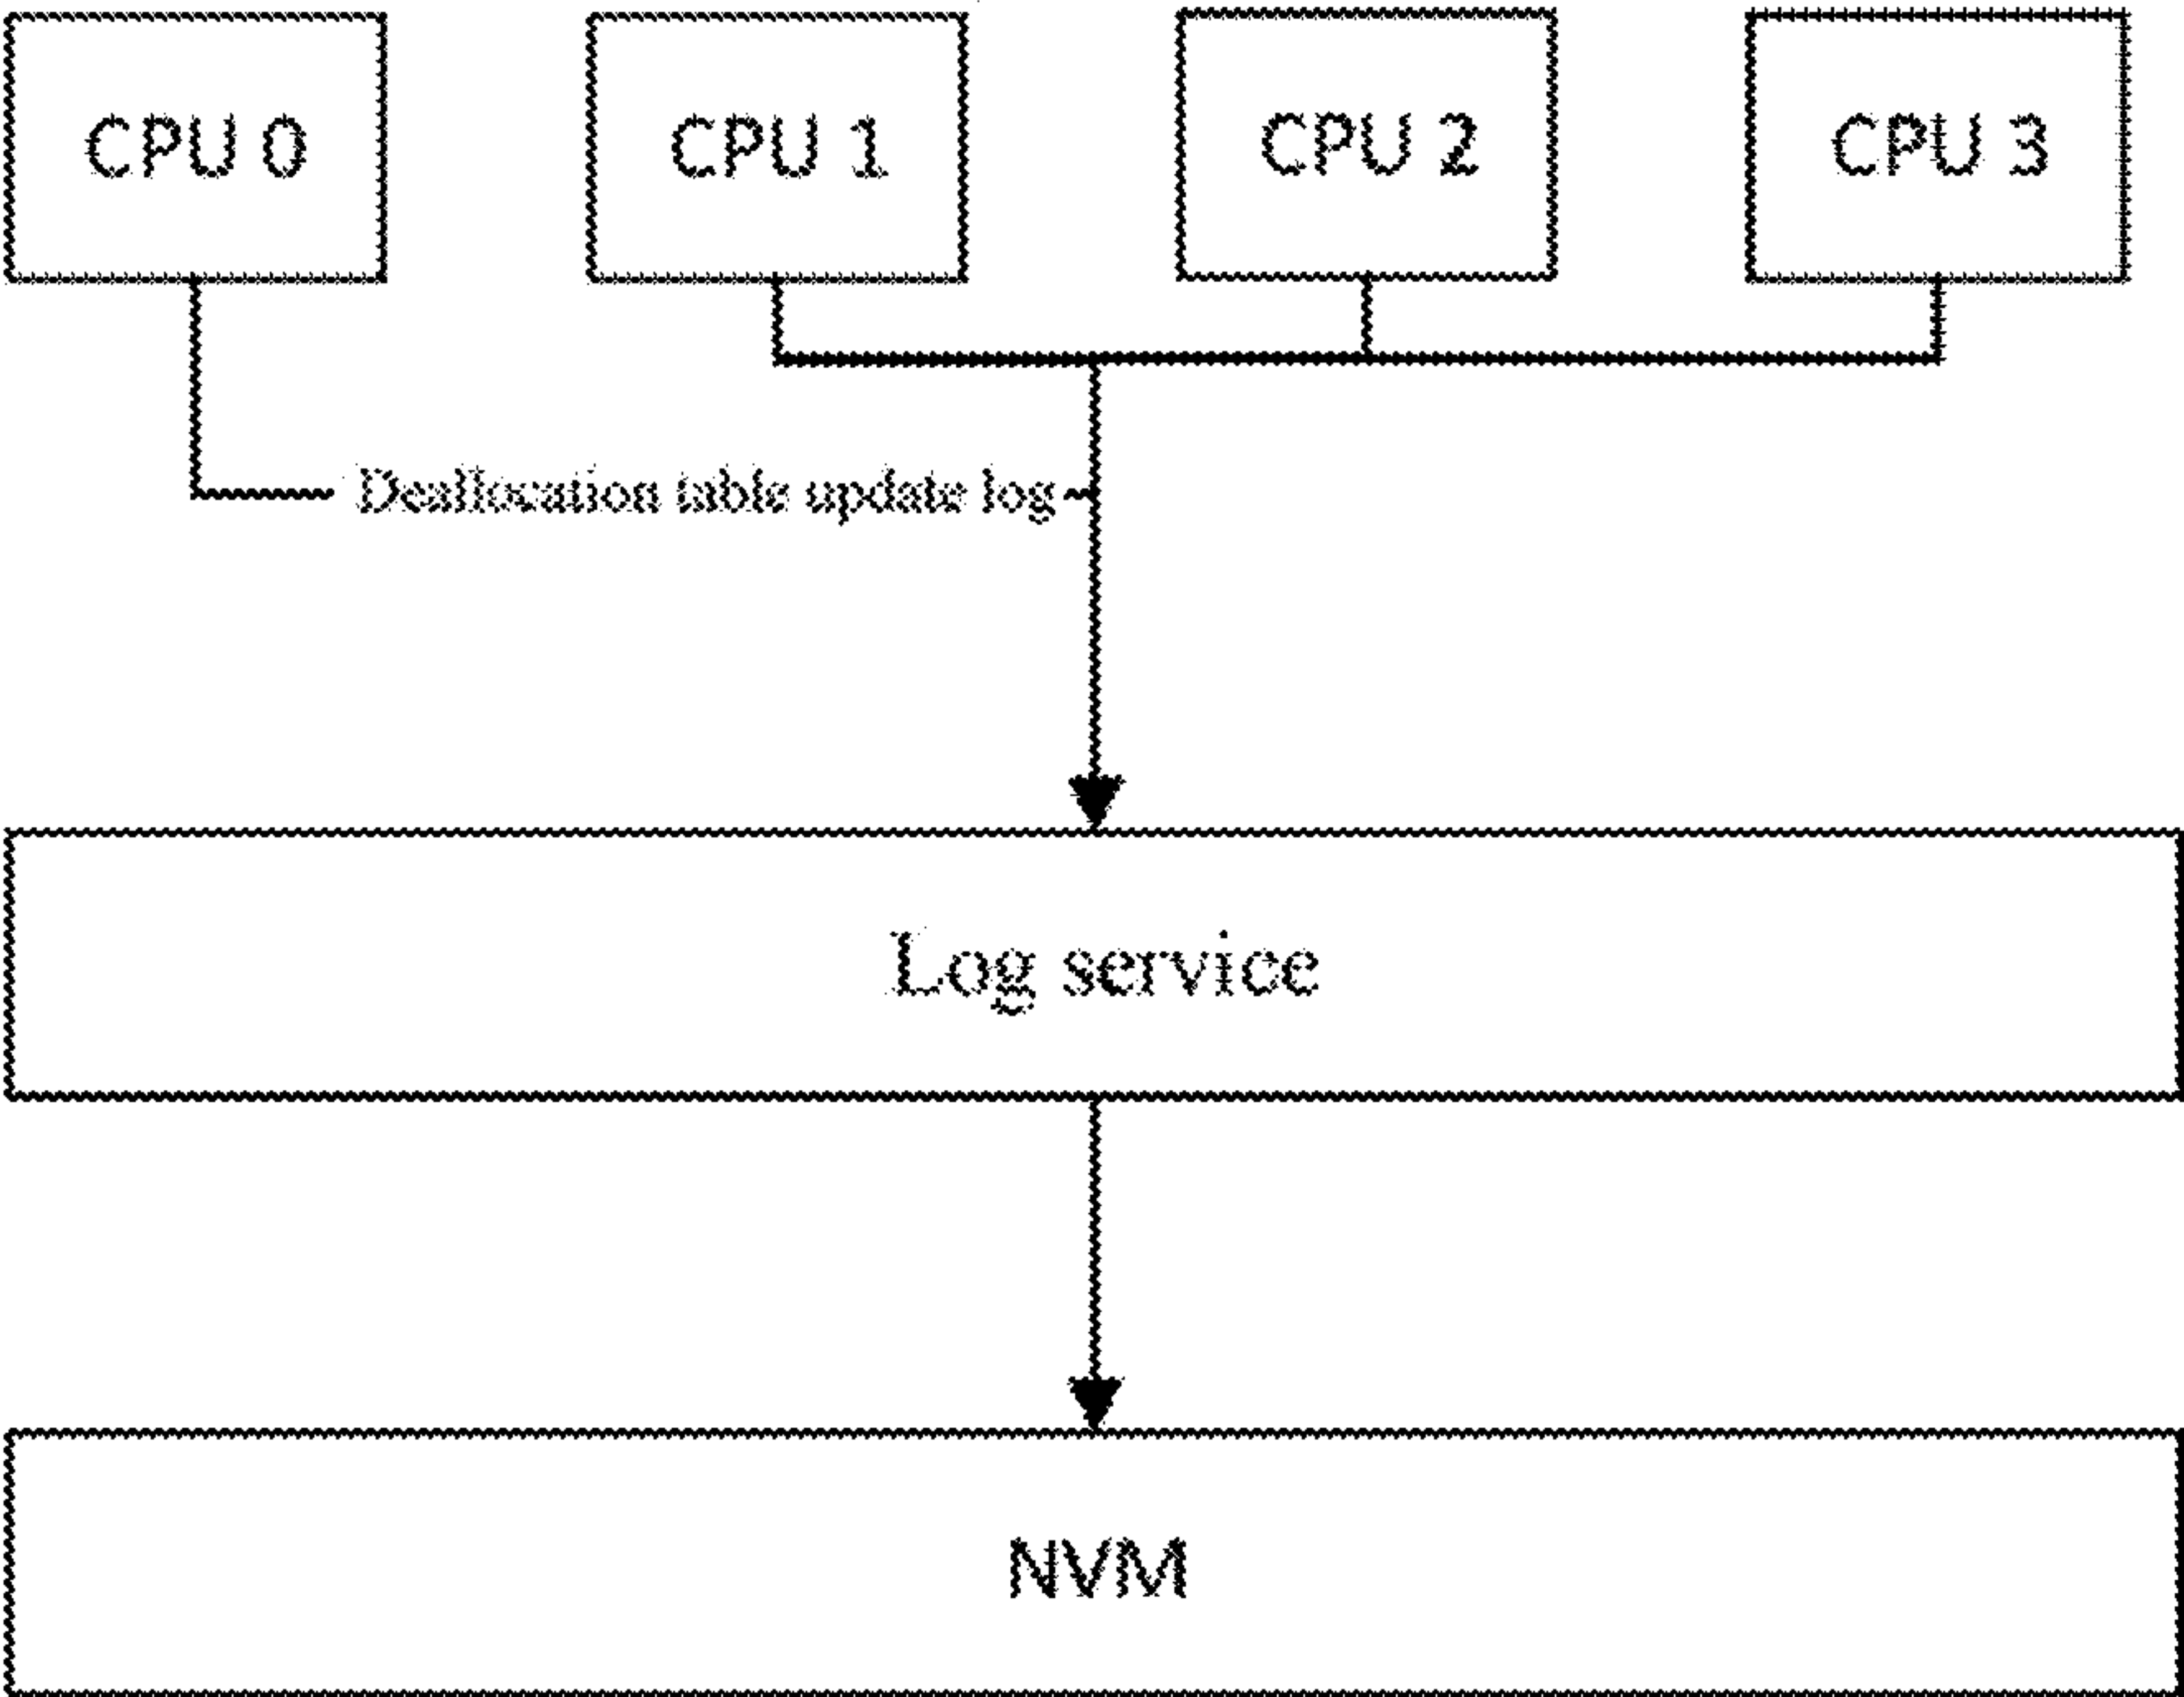 CPU 0
CPU 1
CPU 2
CPU 3
Deallocation table update log
Log service
NVM